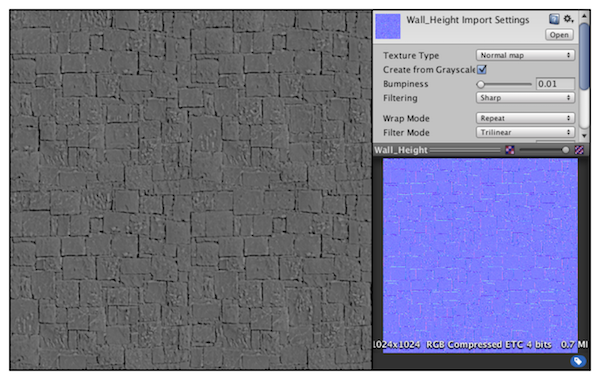 Wall_Height Import Settings
Open
Texture Type Normal map
Create from Grayscale
Bumpiness 0.01
Filtering Sharp
Wrap Mode Repeat
Filter Mode Trilinear
Wall_Height
1024x1024 RGB Compressed ETC 4 bits 0.7 M